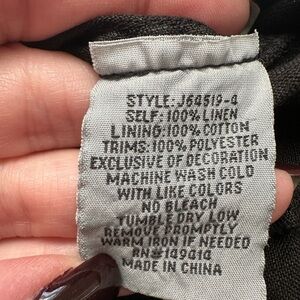 STYLE: J64519-4
SELF: 100% LINEN
LINING: 100% COTTON
TRIMS: 100% POLYESTER
EXCLUSIVE OF DECORATION
MACHINE WASH COLD
WITH LIKE COLORS
NO BLEACH
TUMBLE DRY LOW
REMOVE PROMPTLY
WARM IRON IF NEEDED
RN#149414
MADE IN CHINA